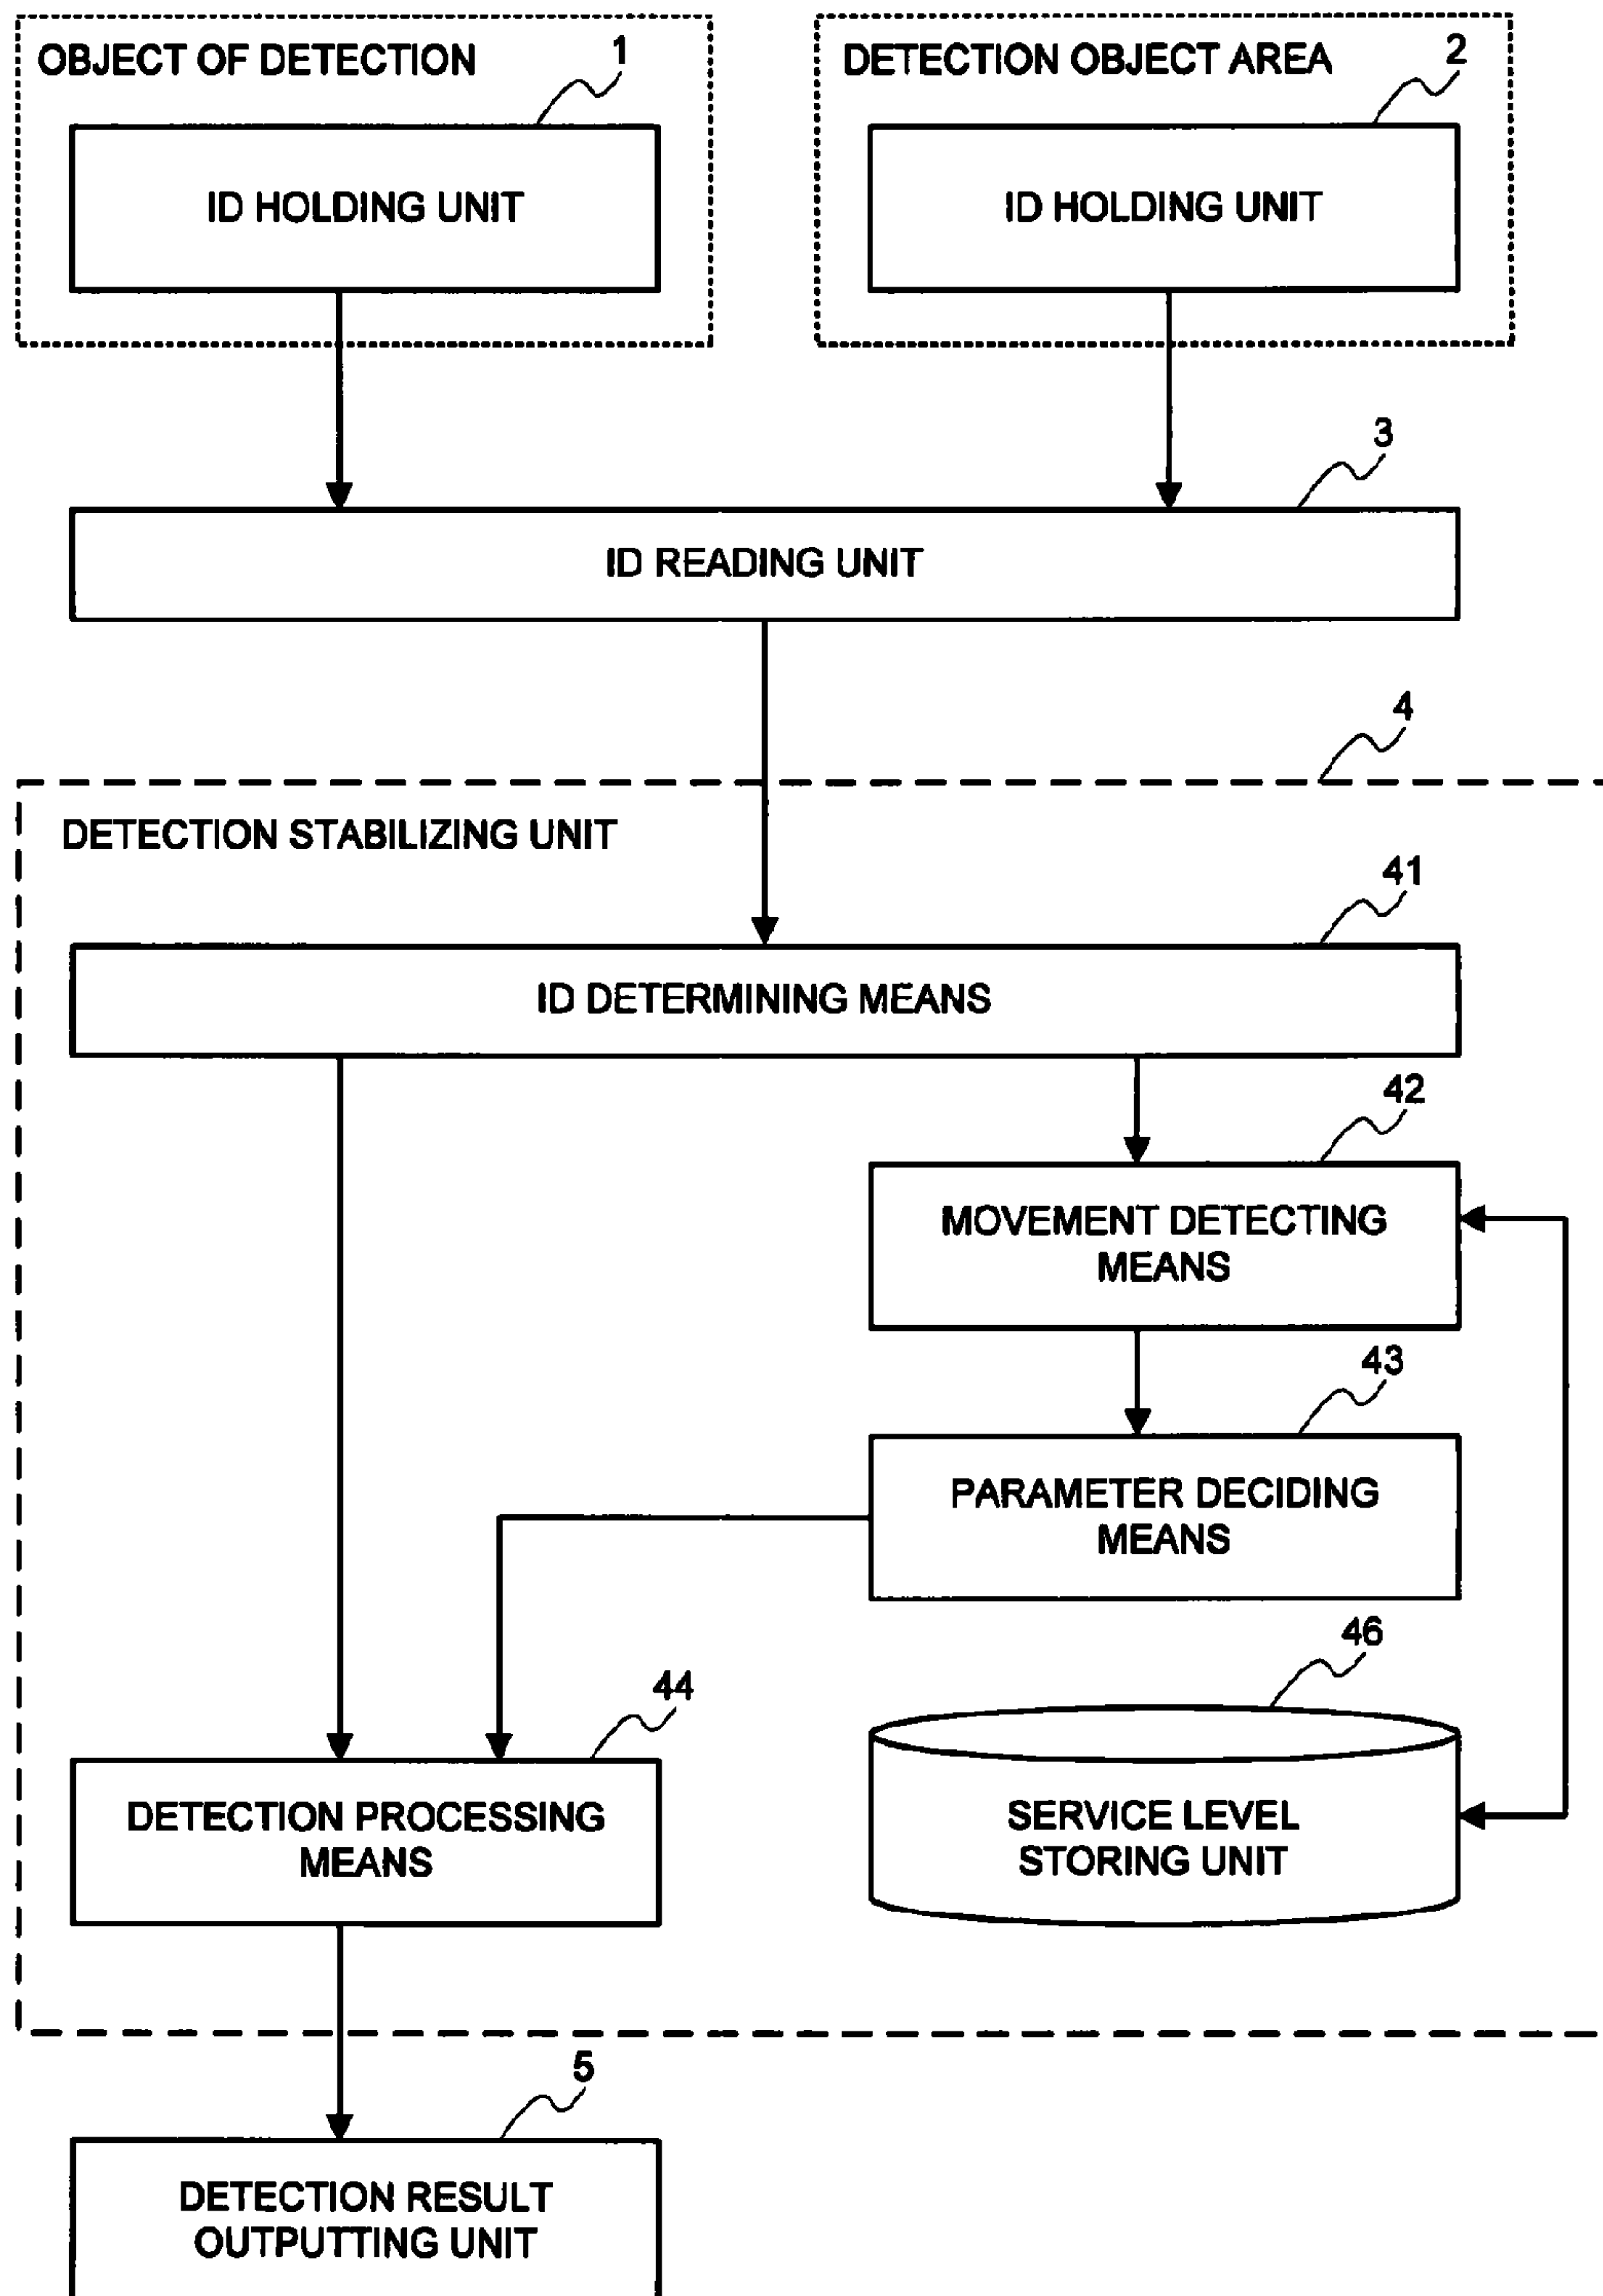 OBJECT OF DETECTION
1
ID HOLDING UNIT
DETECTION OBJECT AREA
2
ID HOLDING UNIT
3
ID READING UNIT
4
DETECTION STABILIZING UNIT
41
ID DETERMINING MEANS
42
MOVEMENT DETECTING
MEANS
43
PARAMETER DECIDING
MEANS
46
SERVICE LEVEL
STORING UNIT
44
DETECTION PROCESSING
MEANS
5
DETECTION RESULT
OUTPUTTING UNIT